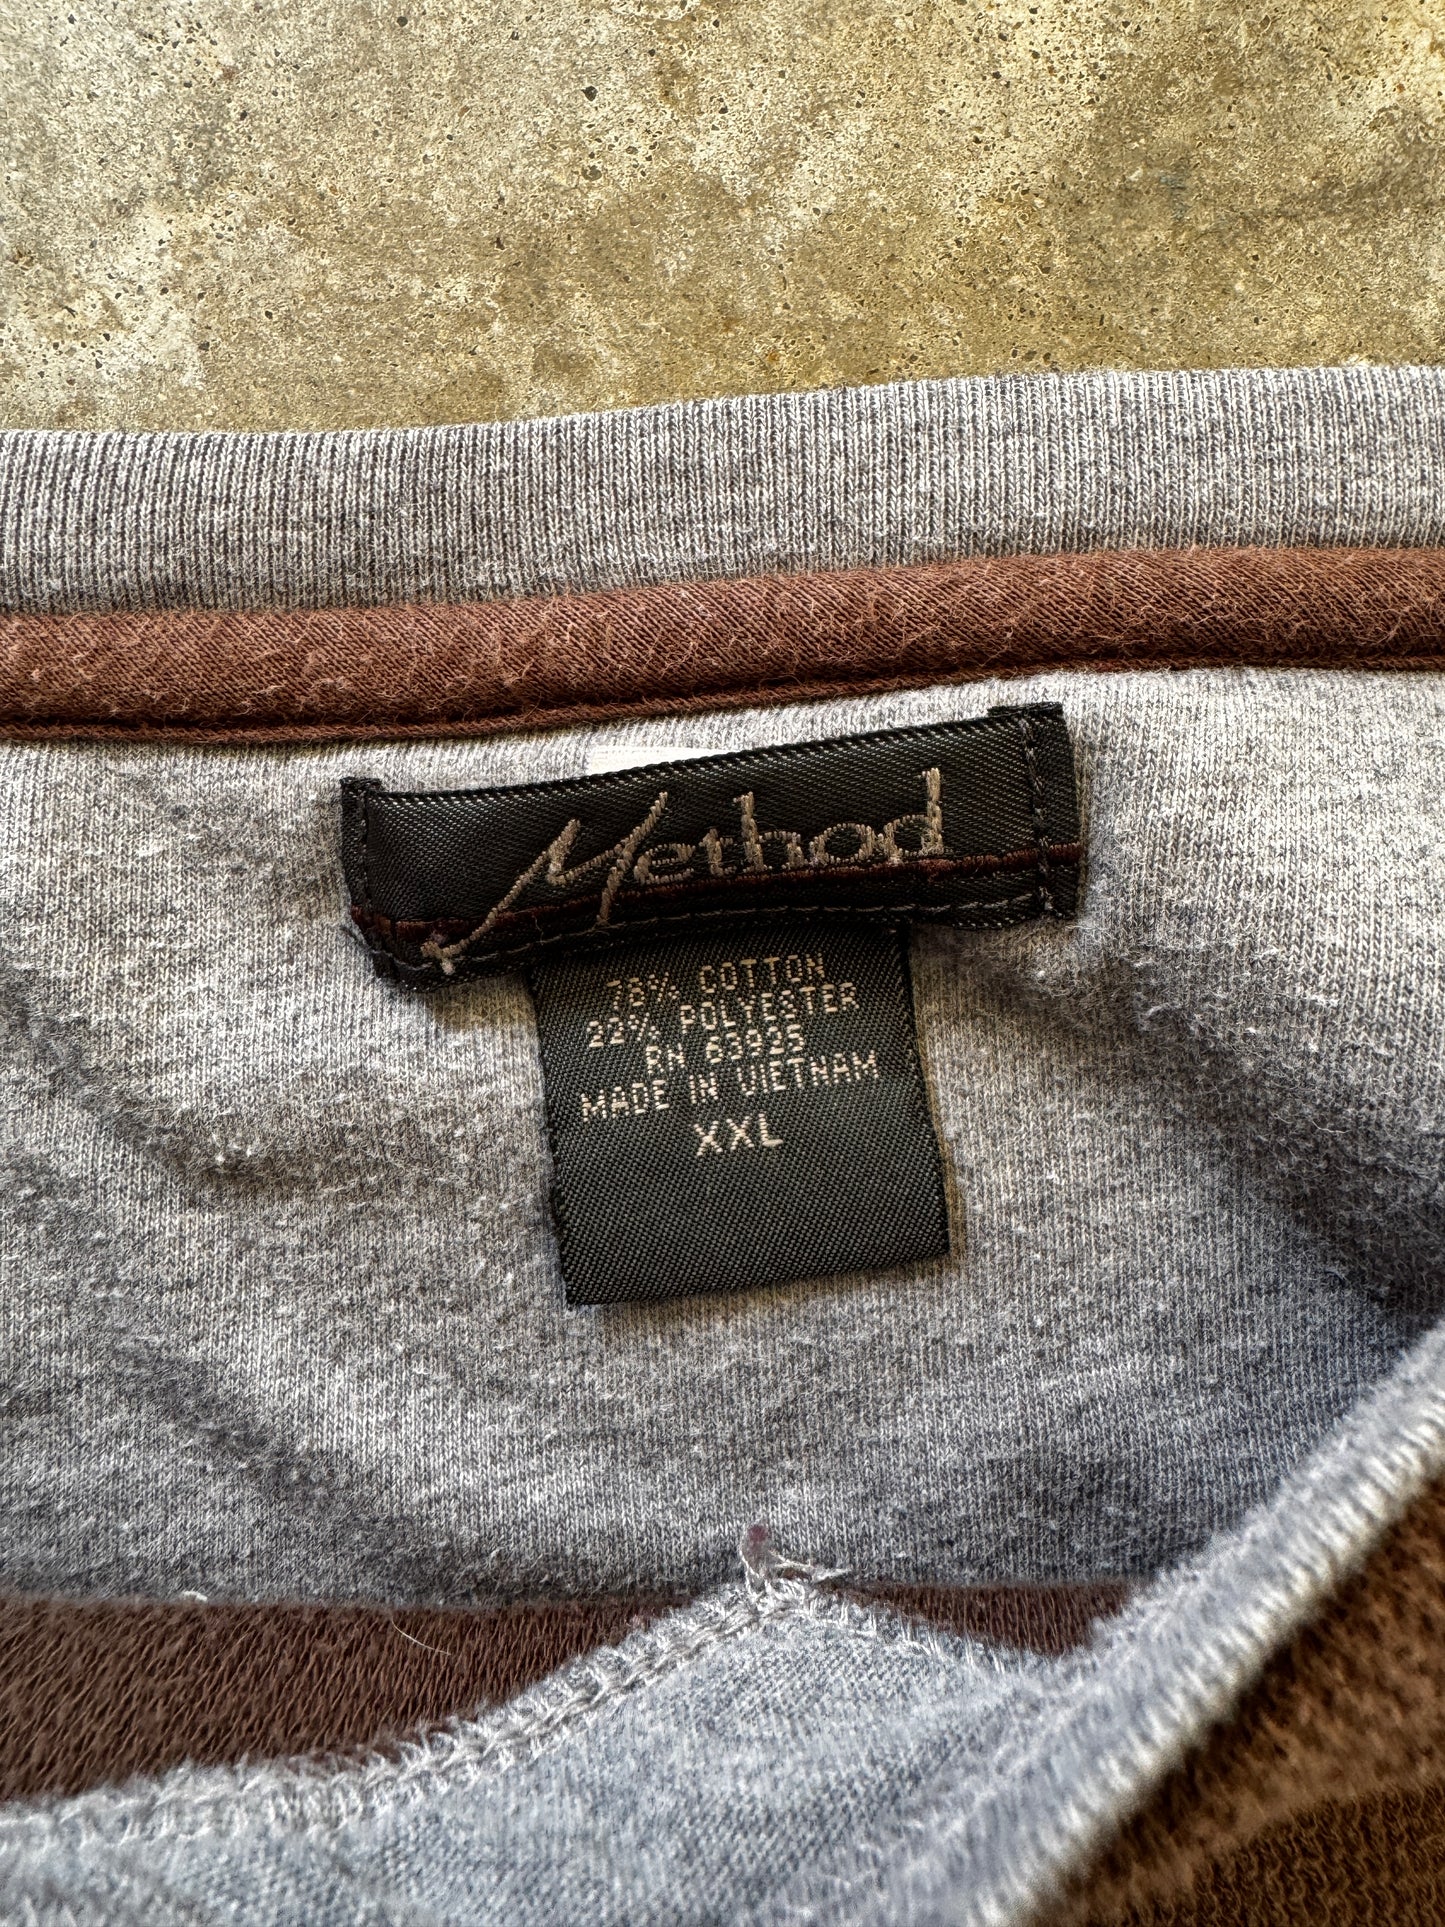 Method
78% COTTON
22% POLYESTER
RN 63925
MADE IN VIETNAM
XXL